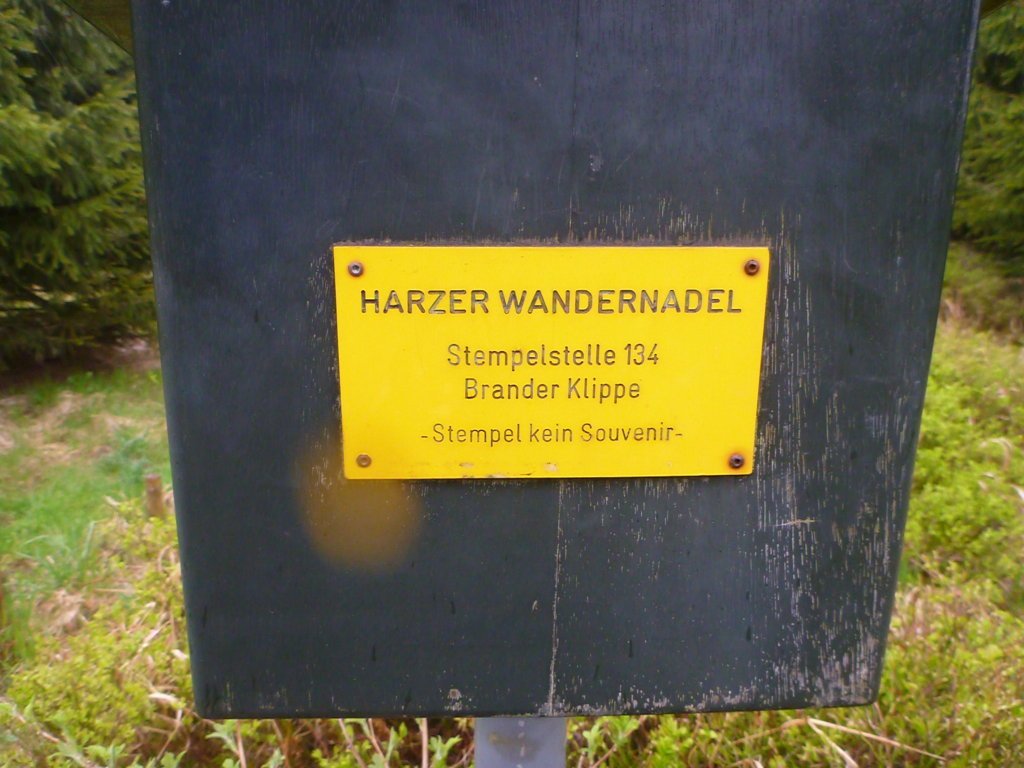 HARZER WANDERNADEL
Stempelstelle 134
Brander Klippe
-Stempel kein Souvenir-